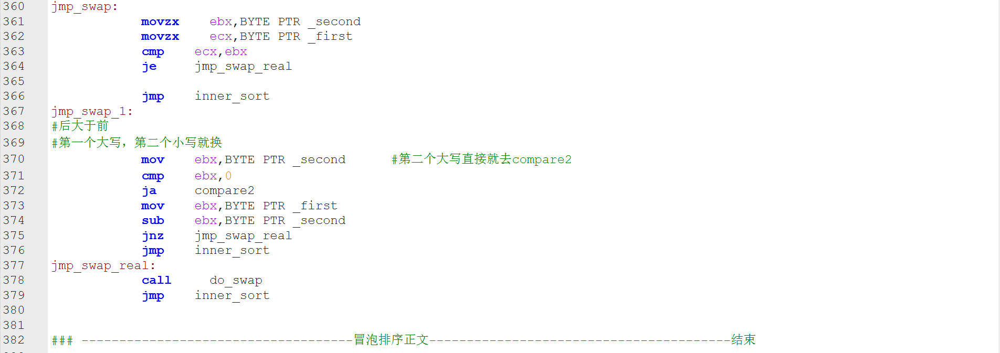 360 jmp_swap:
361 movzx ebx,BYTE PTR _second
362 movzx ecx,BYTE PTR _first
363 cmp ecx,ebx
364 je jmp_swap_real
365
366 jmp inner_sort
367 jmp_swap_1:
368 #后大于前
369 #第一个大写，第二个小写就换
370 mov ebx,BYTE PTR _second #第二个大写直接就去compare2
371 cmp ebx,0
372 ja compare2
373 mov ebx,BYTE PTR _first
374 sub ebx,BYTE PTR _second
375 jnz jmp_swap_real
376 jmp inner_sort
377 jmp_swap_real:
378 call do_swap
379 jmp inner_sort
380
381
382 ### ------------------------------------冒泡排序正文----------------------------------------结束